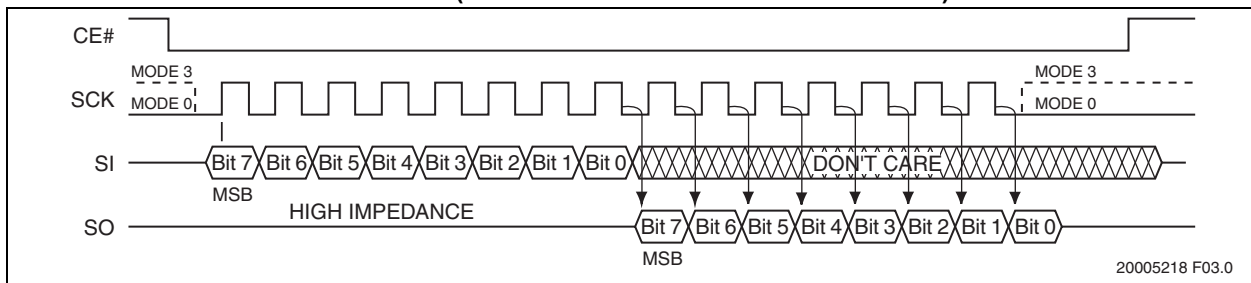 CE#
MODE 3
MODE 3
SCK
MODE 0
MODE 0
SI
Bit 7 Bit 6 Bit 5 Bit 4 Bit 3 Bit 2 Bit 1 Bit 0 DON'T CARE
MSB
HIGH IMPEDANCE
SO
Bit 7 Bit 6 Bit 5 Bit 4 Bit 3 Bit 2 Bit 1 Bit 0
MSB
20005218 F03.0